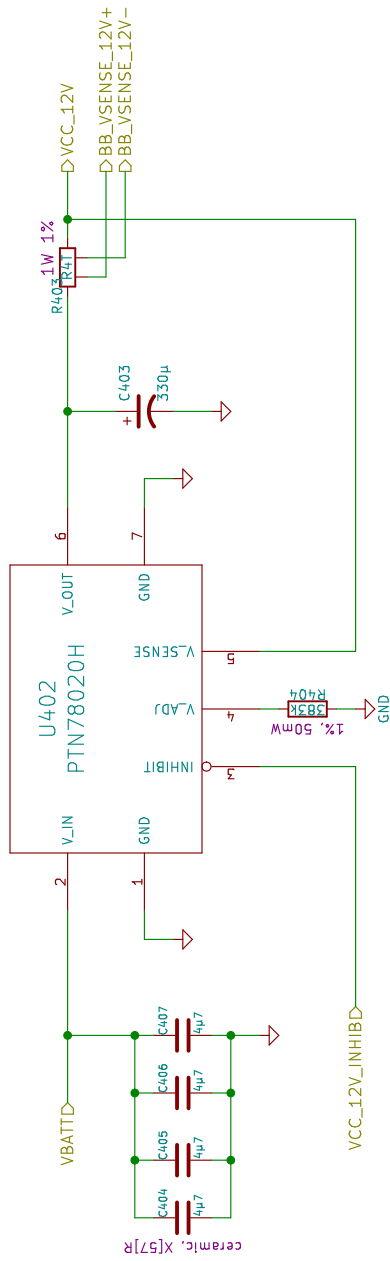 VBATT
ceramic, X[57]R
C404
4µ7
C405
4µ7
C406
4µ7
C407
4µ7
VCC_12V_INHIB
U402
PTN78020H
2
V_IN
1
GND
3
INHIBIT
4
V_ADJ
5
V_SENSE
6
V_OUT
7
GND
R404
383k
1%, 50mW
GND
C403
+
330µ
R403
R4T
1W 1%
VCC_12V
BB_VSENSE_12V+
BB_VSENSE_12V-